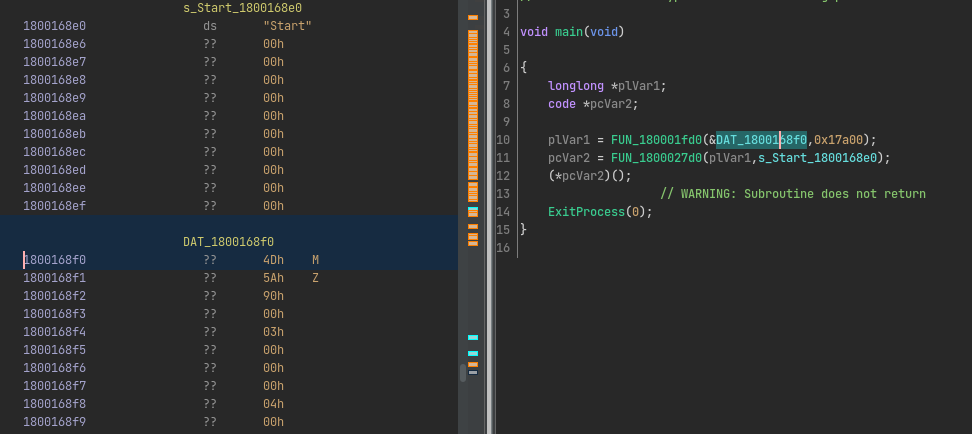 s_Start_1800168e0
1800168e0 ds "Start"
1800168e6 ?? 00h
1800168e7 ?? 00h
1800168e8 ?? 00h
1800168e9 ?? 00h
1800168ea ?? 00h
1800168eb ?? 00h
1800168ec ?? 00h
1800168ed ?? 00h
1800168ee ?? 00h
1800168ef ?? 00h
DAT_1800168f0
1800168f0 ?? 4Dh M
1800168f1 ?? 5Ah Z
1800168f2 ?? 90h
1800168f3 ?? 00h
1800168f4 ?? 03h
1800168f5 ?? 00h
1800168f6 ?? 00h
1800168f7 ?? 00h
1800168f8 ?? 04h
1800168f9 ?? 00h
3
4 void main(void)
5
6 {
7 longlong *plVar1;
8 code *pcVar2;
9
10 plVar1 = FUN_180001fd0(&DAT_1800168f0,0x17a00);
11 pcVar2 = FUN_1800027d0(plVar1,s_Start_1800168e0);
12 (*pcVar2)();
13 // WARNING: Subroutine does not return
14 ExitProcess(0);
15 }
16